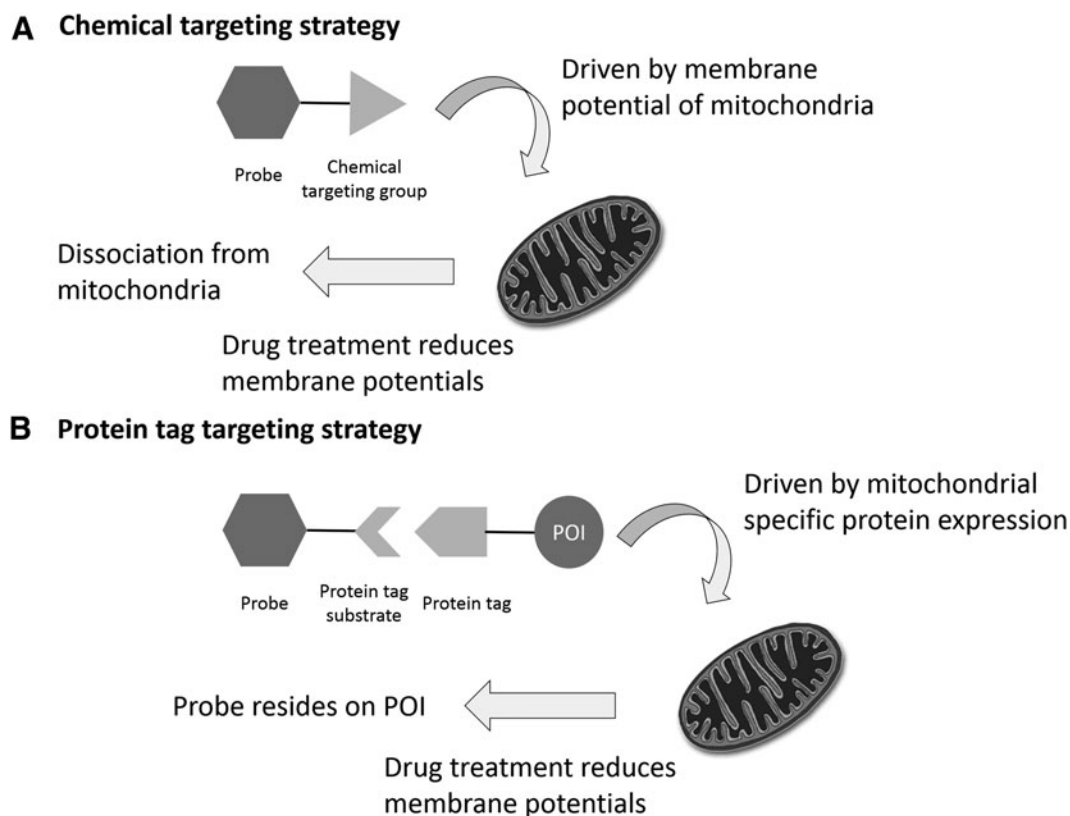 A Chemical targeting strategy
Driven by membrane
potential of mitochondria
Probe
Chemical
targeting group
Dissociation from
mitochondria
Drug treatment reduces
membrane potentials
B Protein tag targeting strategy
Driven by mitochondrial
specific protein expression
POI
Probe
Protein tag
substrate
Protein tag
Probe resides on POI
Drug treatment reduces
membrane potentials